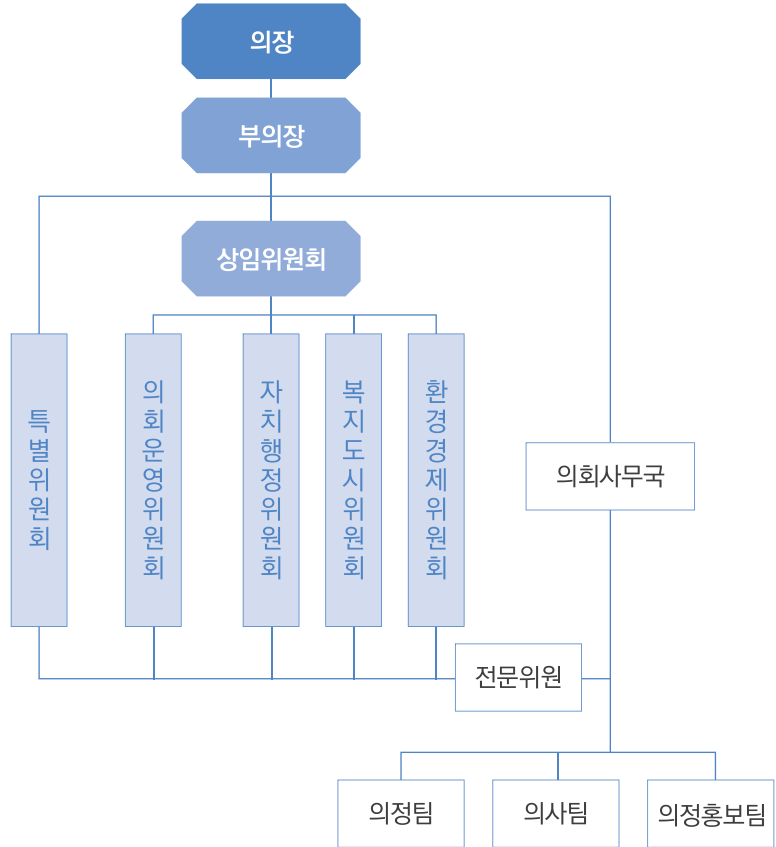 의장
부의장
상임위원회
특별위원회
의회운영위원회
자치행정위원회
복지도시위원회
환경경제위원회
의회사무국
전문위원
의정팀
의사팀
의정홍보팀